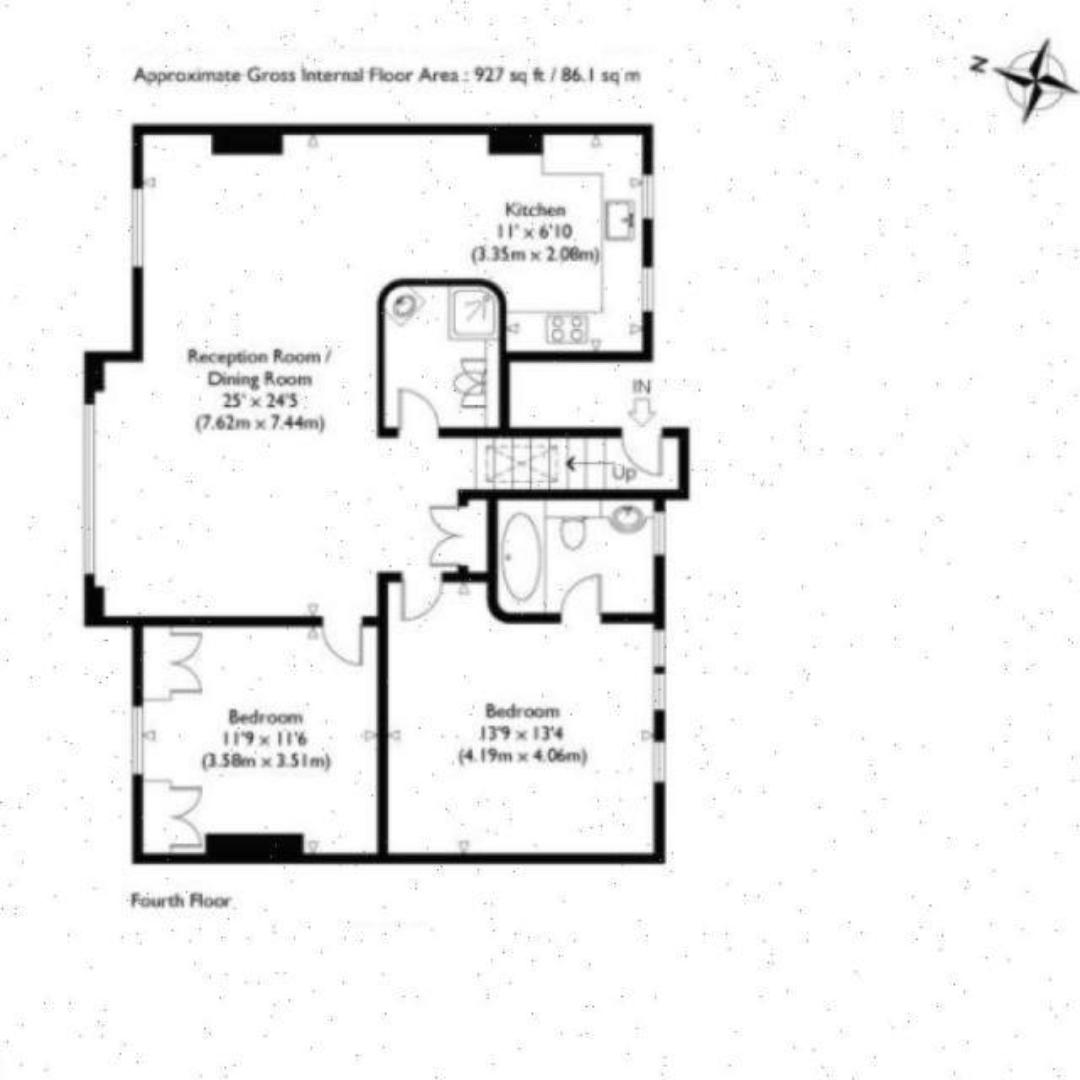 Approximate Gross Internal Floor Area : 927 sq ft / 86.1 sq m
N
Kitchen
11' x 6'10
(3.35m x 2.08m)
Reception Room /
Dining Room
25' x 24'5
(7.62m x 7.44m)
IN
Up
Bedroom
11'9 x 11'6
(3.58m x 3.51m)
Bedroom
13'9 x 13'4
(4.19m x 4.06m)
Fourth Floor